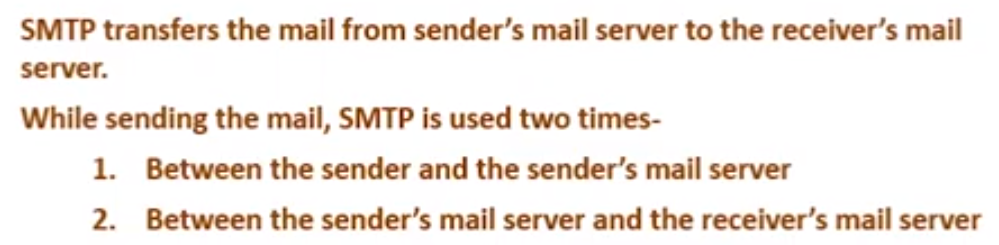 SMTP transfers the mail from sender’s mail server to the receiver’s mail
server.
While sending the mail, SMTP is used two times-
1. Between the sender and the sender’s mail server
2. Between the sender’s mail server and the receiver’s mail server